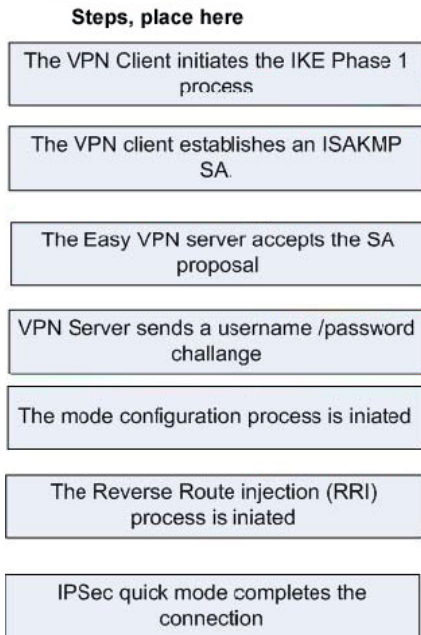 Steps, place here
The VPN Client initiates the IKE Phase 1
process
The VPN client establishes an ISAKMP
SA.
The Easy VPN server accepts the SA
proposal
VPN Server sends a username /password
challange
The mode configuration process is iniated
The Reverse Route injection (RRI)
process is iniated
IPSec quick mode completes the
connection